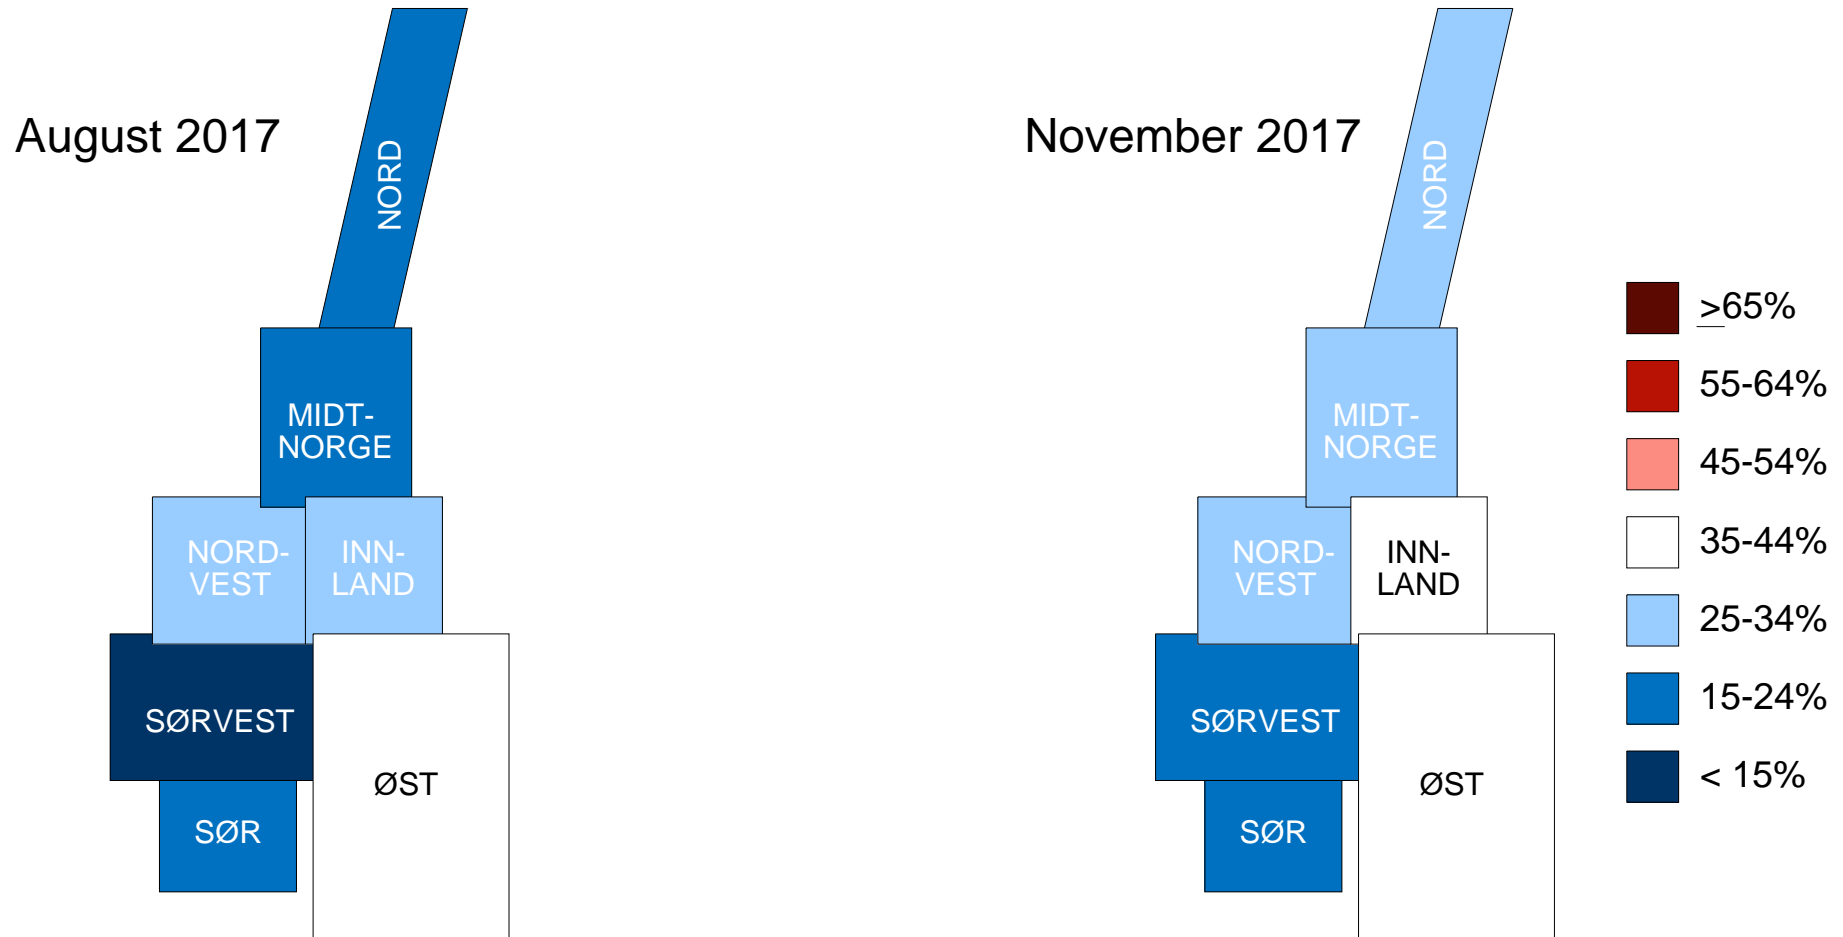 August 2017
NORD
MIDT-
NORGE
NORD-
VEST
INN-
LAND
SØRVEST
ØST
SØR
November 2017
NORD
MIDT-
NORGE
NORD-
VEST
INN-
LAND
SØRVEST
ØST
SØR
>65%
55-64%
45-54%
35-44%
25-34%
15-24%
< 15%